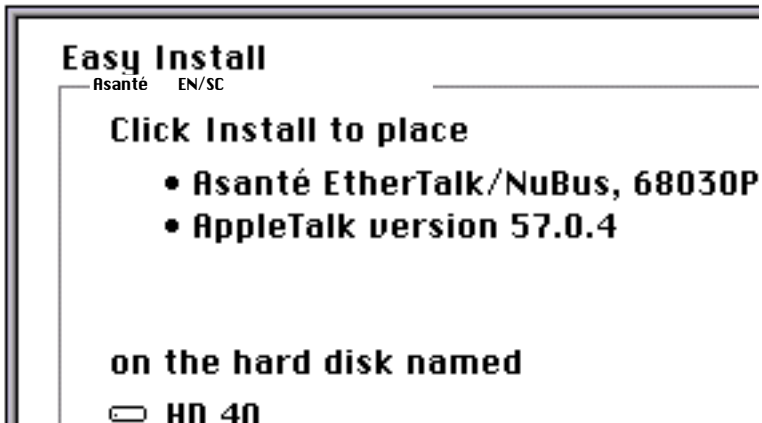 Easy Install
Asanté EN/SC
Click Install to place
• Asanté EtherTalk/NuBus, 68030P
• AppleTalk version 57.0.4
on the hard disk named
HD 40